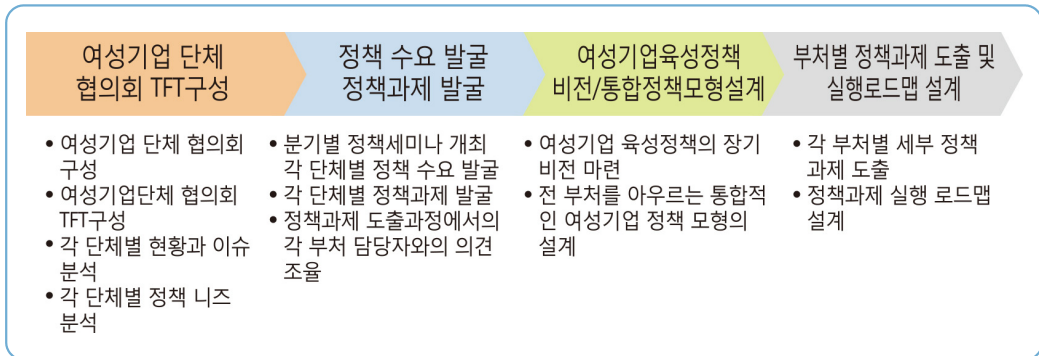 여성기업 단체
협의회 TFT구성
정책 수요 발굴
정책과제 발굴
여성기업육성정책
비전/통합정책모형설계
부처별 정책과제 도출 및
실행로드맵 설계
• 여성기업 단체 협의회
구성
• 여성기업단체 협의회
TFT구성
• 각 단체별 현황과 이슈
분석
• 각 단체별 정책 니즈
분석
• 분기별 정책세미나 개최
각 단체별 정책 수요 발굴
• 각 단체별 정책과제 발굴
• 정책과제 도출과정에서의
각 부처 담당자와의 의견
조율
• 여성기업 육성정책의 장기
비전 마련
• 전 부처를 아우르는 통합적
인 여성기업 정책 모형의
설계
• 각 부처별 세부 정책
과제 도출
• 정책과제 실행 로드맵
설계